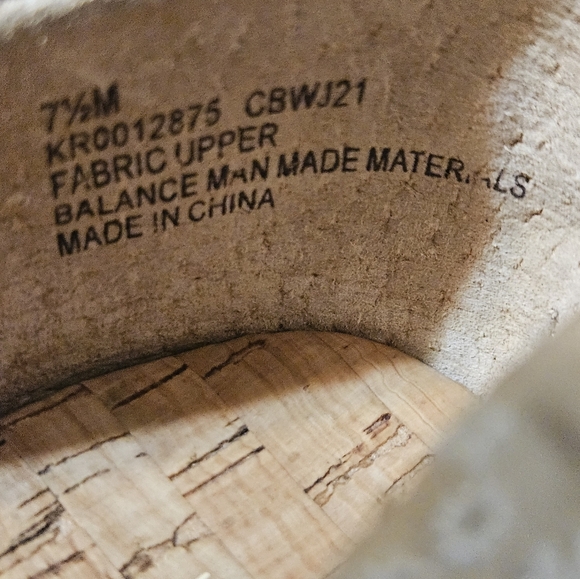 7½M
KR0012875 CBWJ21
FABRIC UPPER
BALANCE MAN MADE MATERIALS
MADE IN CHINA